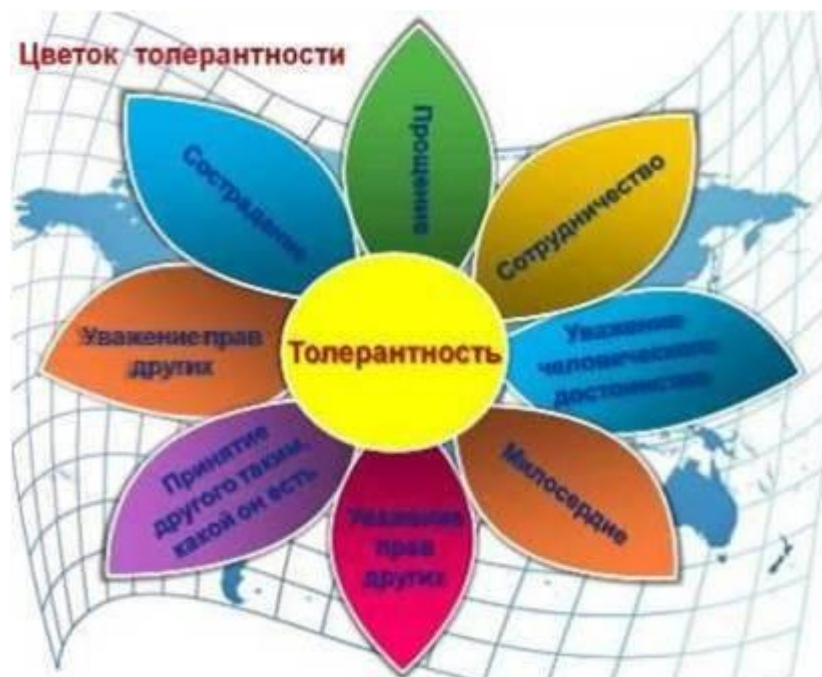 Цветок толерантности
Прощение
Сострадание
Сотрудничество
Уважение прав
других
Толерантность
Уважение
человеческого
достоинства
Принятие
другого таким,
какой он есть
Милосердие
Уважение
прав
других